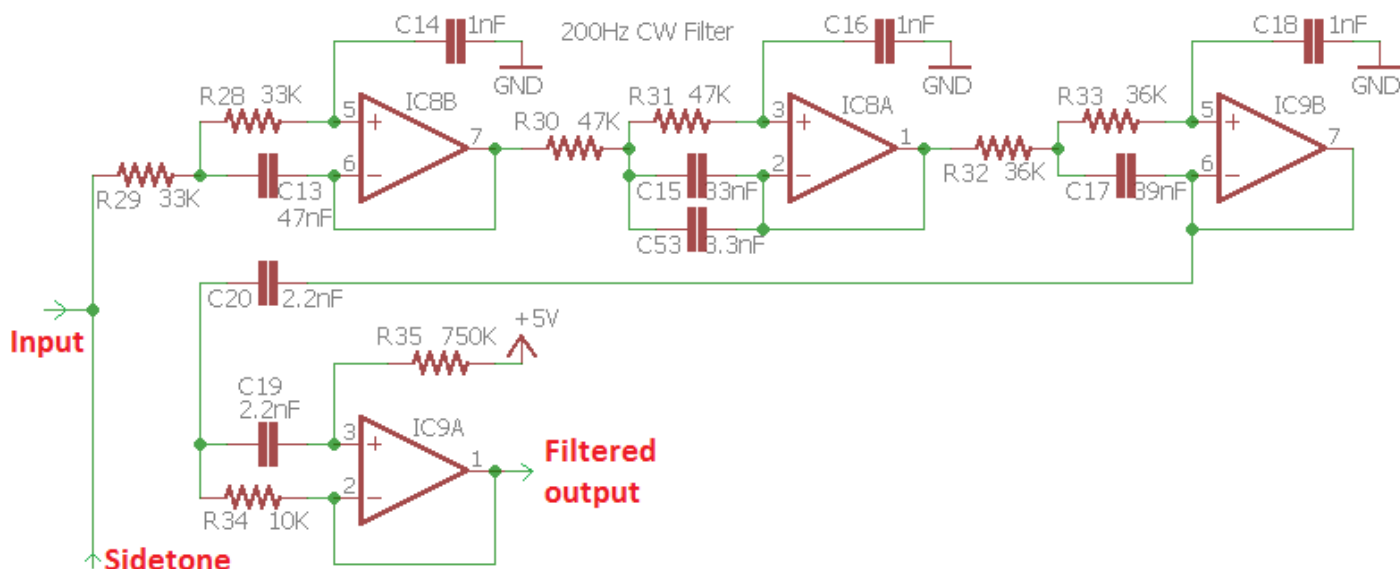 C14 1nF
200Hz CW Filter
C16 1nF
C18 1nF
GND
GND
GND
R28 33K
IC8B
R31 47K
IC8A
R33 36K
IC9B
5
7
R30 47K
3
1
5
7
6
2
6
R29 33K
C13
47nF
C15 33nF
R32 36K
C17 39nF
C53 3.3nF
C20 2.2nF
Input
R35 750K
+5V
C19
2.2nF
IC9A
3
1
Filtered
output
2
R34 10K
Sidetone